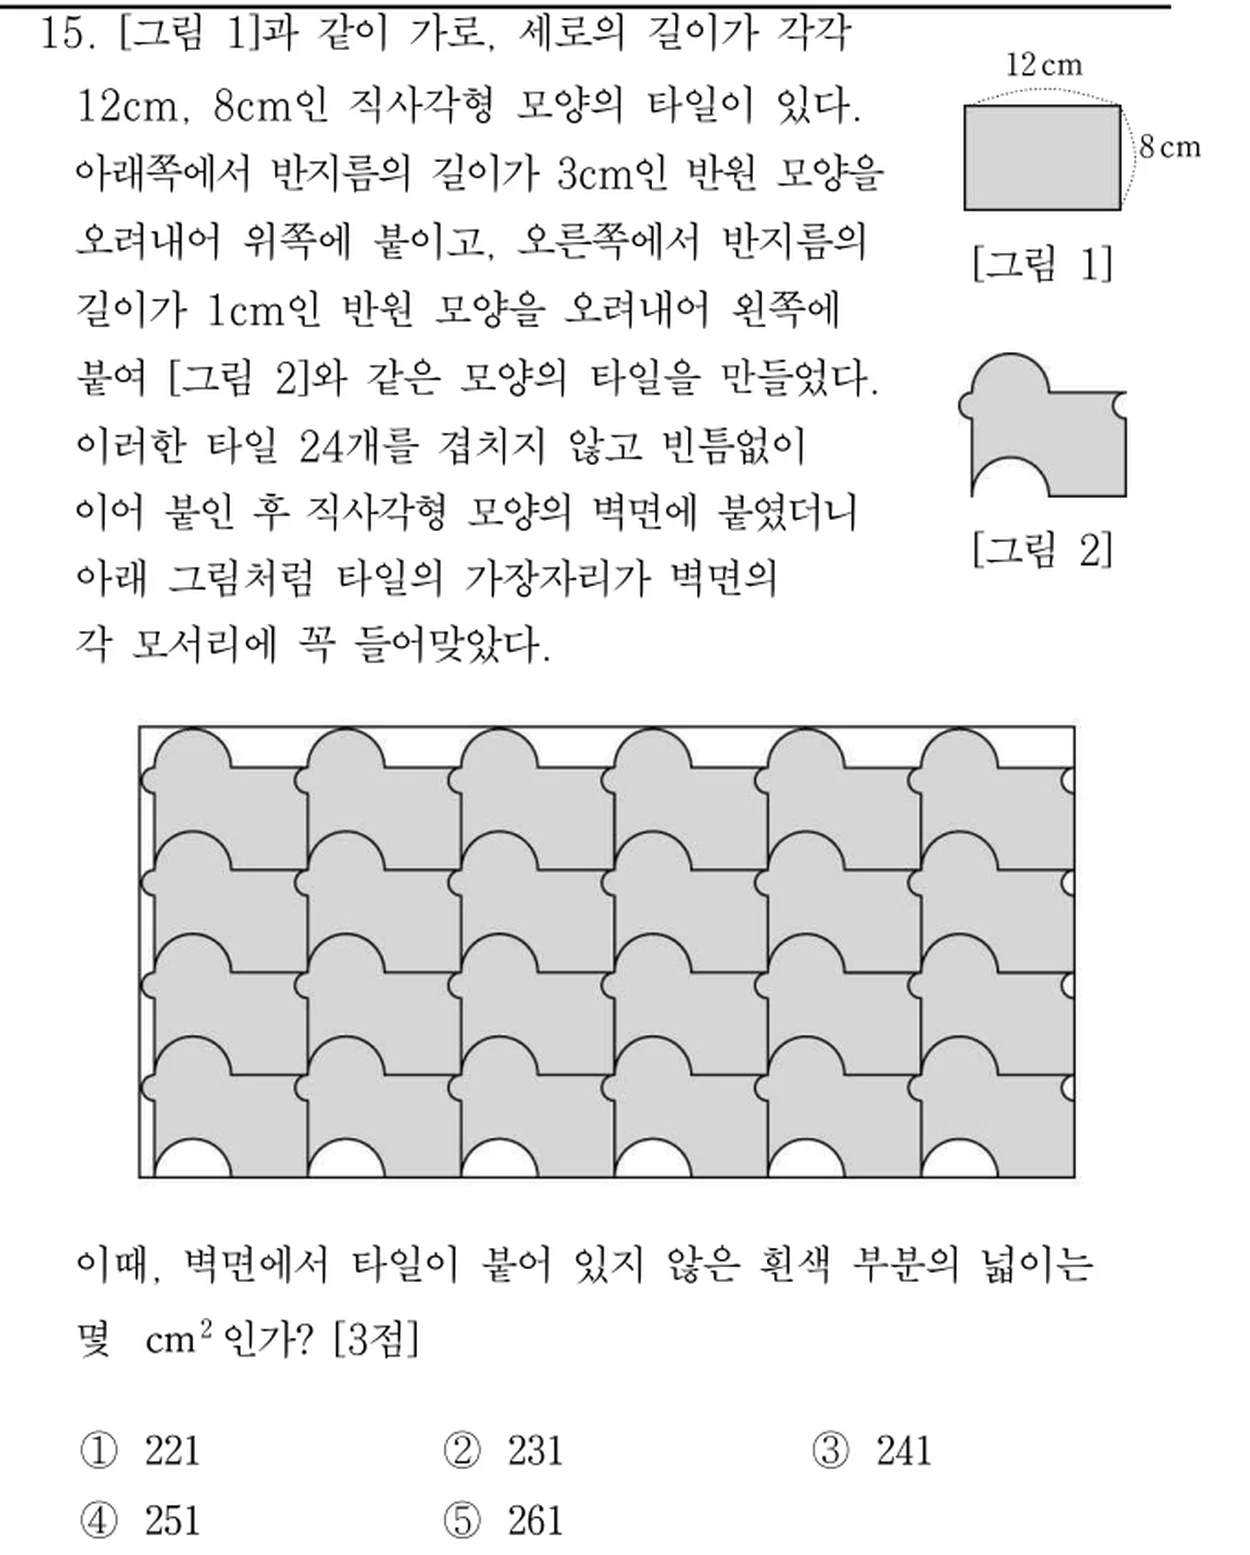 15. [그림 1]과 같이 가로, 세로의 길이가 각각
12cm, 8cm인 직사각형 모양의 타일이 있다.
아래쪽에서 반지름의 길이가 3cm인 반원 모양을
오려내어 위쪽에 붙이고, 오른쪽에서 반지름의
길이가 1cm인 반원 모양을 오려내어 왼쪽에
붙여 [그림 2]와 같은 모양의 타일을 만들었다.
이러한 타일 24개를 겹치지 않고 빈틈없이
이어 붙인 후 직사각형 모양의 벽면에 붙였더니
아래 그림처럼 타일의 가장자리가 벽면의
각 모서리에 꼭 들어맞았다.
12cm
8cm
[그림 1]
[그림 2]
이때, 벽면에서 타일이 붙어 있지 않은 흰색 부분의 넓이는
몇 cm² 인가? [3점]
① 221 ② 231 ③ 241
④ 251 ⑤ 261